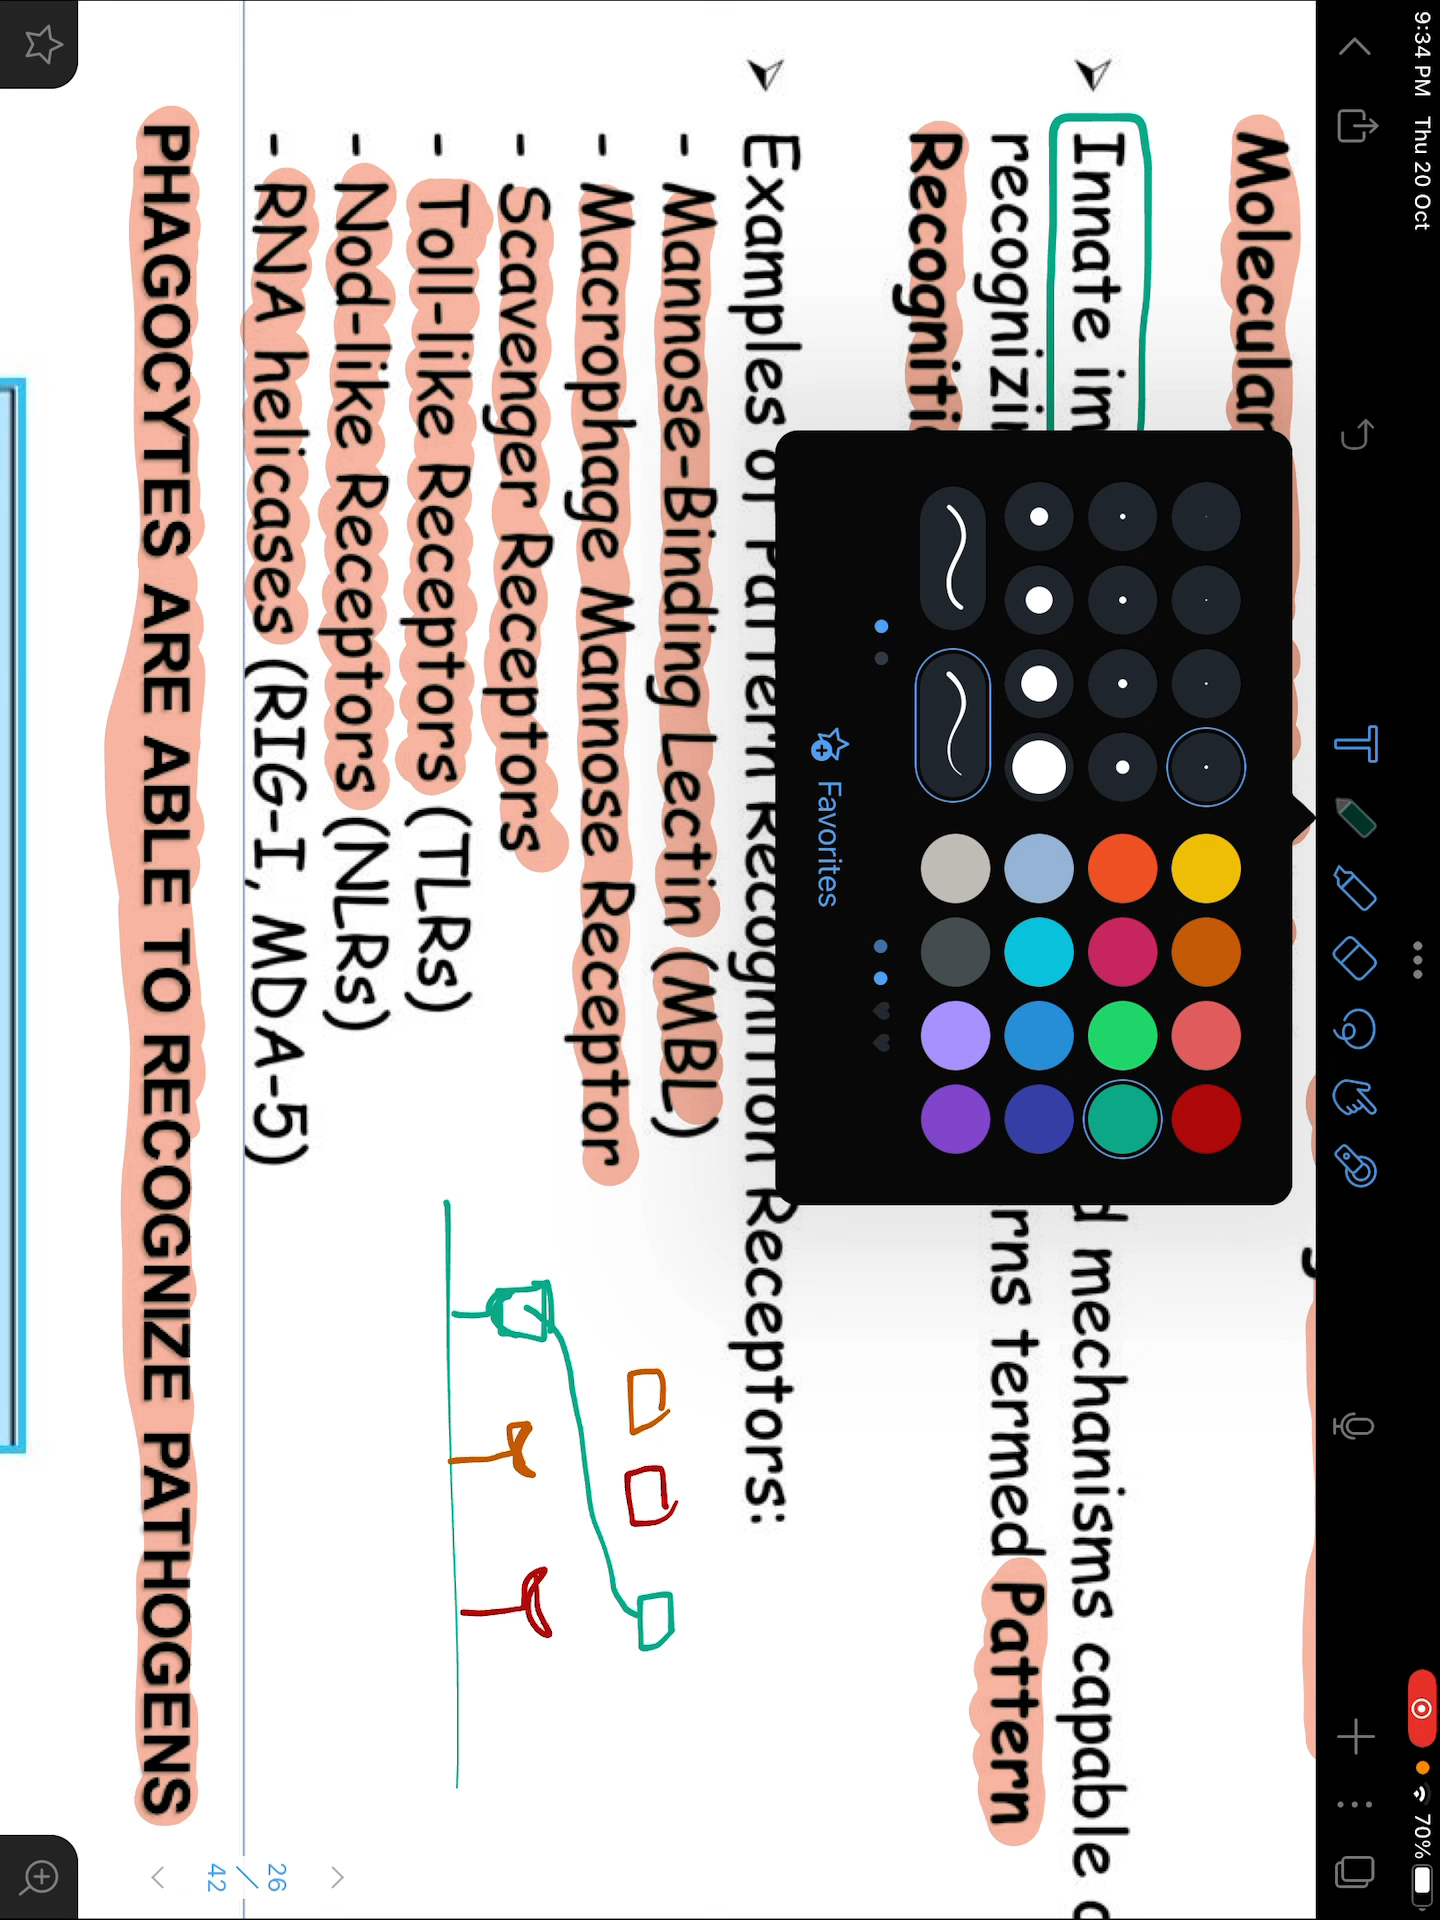 9:34 PM Thu 20 Oct
70%
Molecular
Innate im
d mechanisms capable
recognizin
rns termed Pattern
Recogniti
Examples of Pattern Recognition Receptors:
- Mannose-Binding Lectin (MBL)
- Macrophage Mannose Receptor
- Scavenger Receptors
- Toll-like Receptors (TLRs)
- Nod-like Receptors (NLRs)
- RNA helicases (RIG-I, MDA-5)
PHAGOCYTES ARE ABLE TO RECOGNIZE PATHOGENS
Favorites
26 / 42